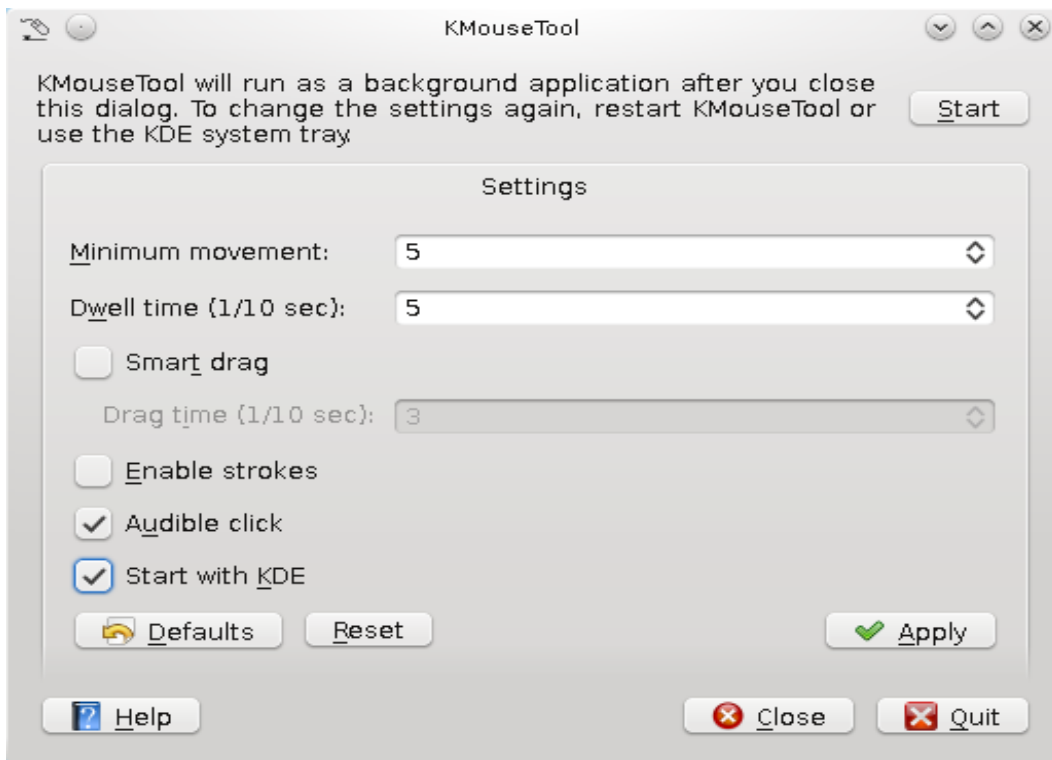 KMouseTool
KMouseTool will run as a background application after you close
this dialog. To change the settings again, restart KMouseTool or
use the KDE system tray.
Start
Settings
Minimum movement: 5
Dwell time (1/10 sec): 5
Smart drag
Drag time (1/10 sec): 3
Enable strokes
Audible click
Start with KDE
Defaults Reset Apply
Help Close Quit